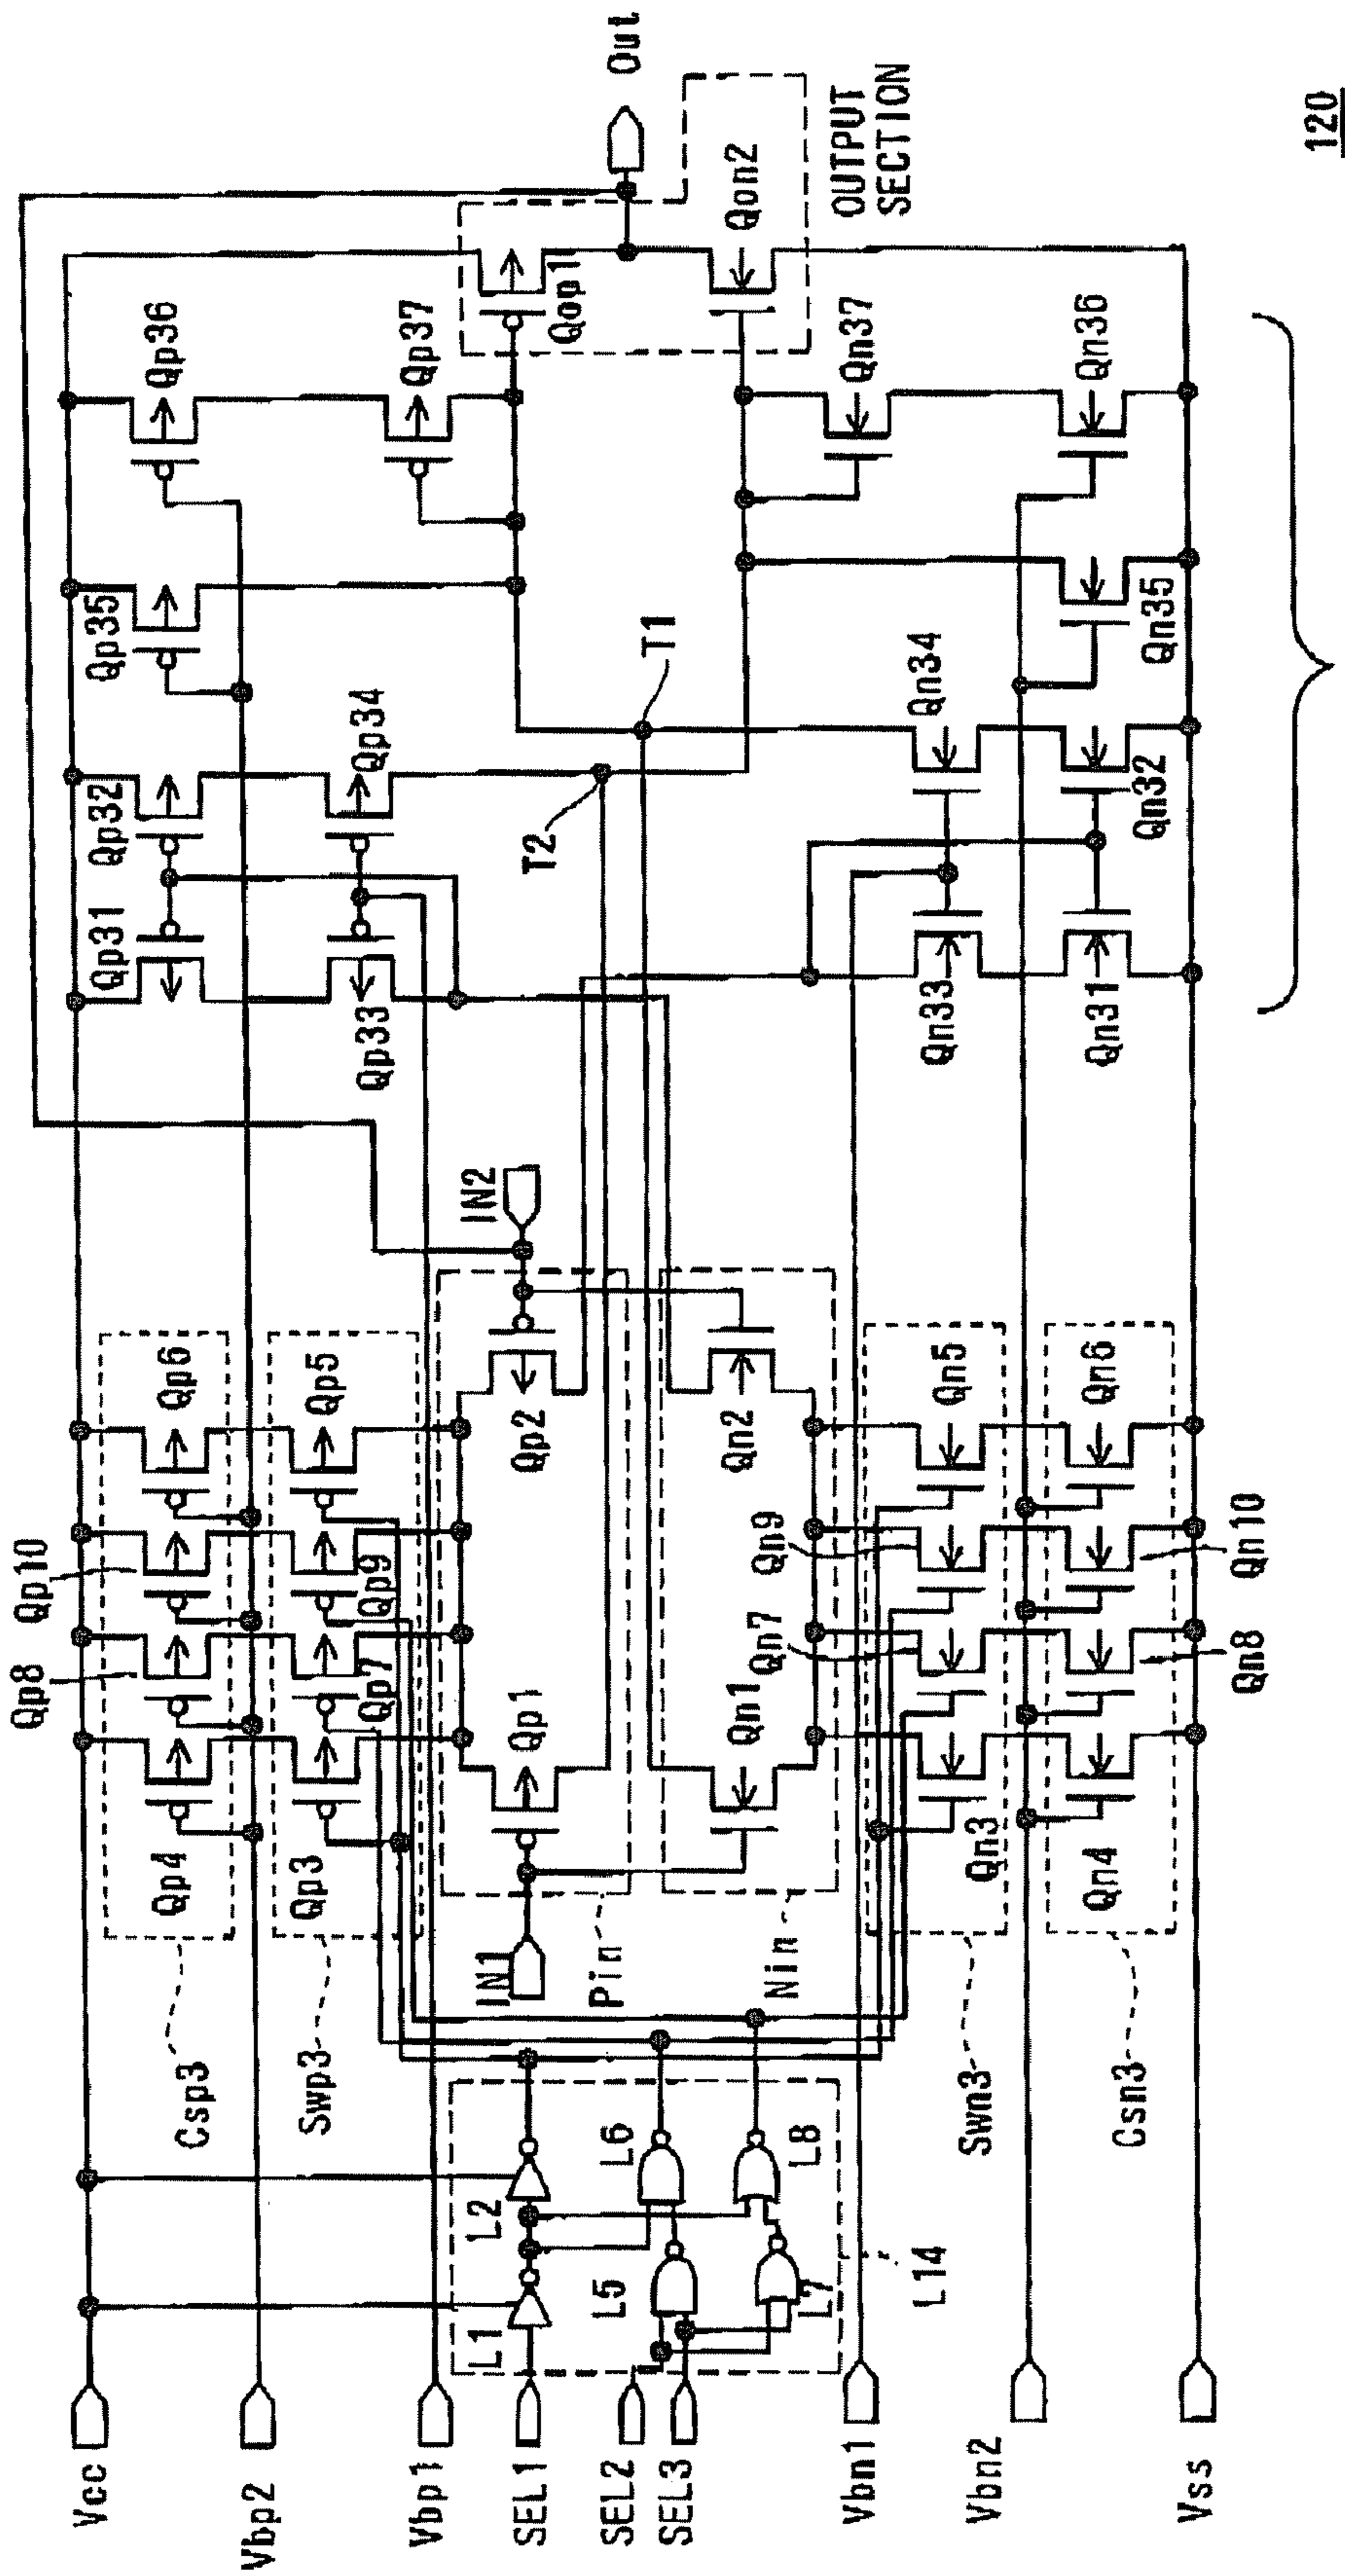 Vcc
Vbp2
Vbp1
SEL1
SEL2
SEL3
Vbn1
Vbn2
Vss
L1
L2
L5
L6
L7
L8
L14
Csp3
Swp3
Swn3
Csn3
IN1
Pin
Nin
Qp8
Qp10
Qp4
Qp6
Qp3
Qp7
Qp9
Qp5
Qp1
Qp2
Qn1
Qn2
Qn7
Qn9
Qn3
Qn5
Qn4
Qn6
Qn8
Qn10
IN2
Qp31
Qp32
Qp33
Qp34
Qp35
Qp36
Qp37
T2
T1
Qn33
Qn34
Qn31
Qn32
Qn35
Qn37
Qn36
Qop1
Qon2
OUTPUT
SECTION
Out
120